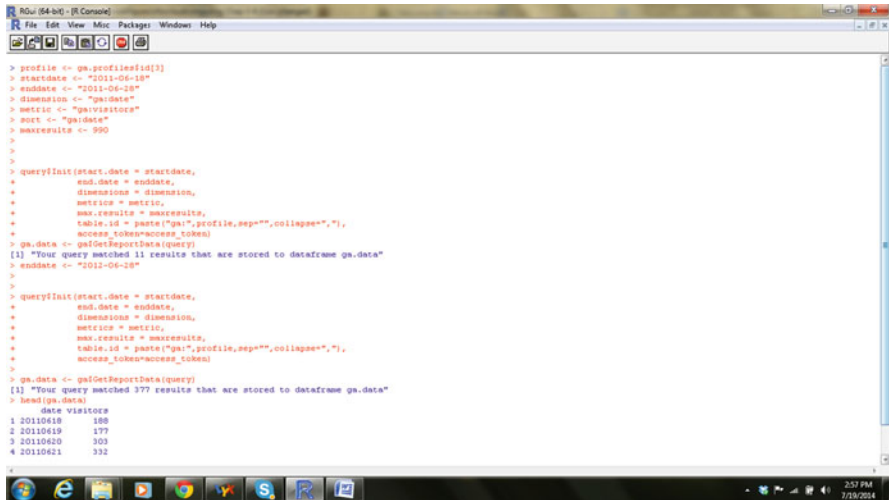 RGui (64-bit) - [R Console]
File Edit View Misc Packages Windows Help
> profile <- ga.profiles$id[3]
> startdate <- "2011-06-18"
> enddate <- "2011-06-28"
> dimension <- "ga:date"
> metric <- "ga:visitors"
> sort <- "ga:date"
> maxresults <- 990
>
>
>
> query$Init(start.date = startdate,
+ end.date = enddate,
+ dimensions = dimension,
+ metrics = metric,
+ max.results = maxresults,
+ table.id = paste("ga:",profile,sep="",collapse=","),
+ access_token=access_token)
> ga.data <- ga$GetReportData(query)
[1] "Your query matched 11 results that are stored to dataframe ga.data"
> enddate <- "2012-06-28"
>
>
> query$Init(start.date = startdate,
+ end.date = enddate,
+ dimensions = dimension,
+ metrics = metric,
+ max.results = maxresults,
+ table.id = paste("ga:",profile,sep="",collapse=","),
+ access_token=access_token)
>
> ga.data <- ga$GetReportData(query)
[1] "Your query matched 377 results that are stored to dataframe ga.data"
> head(ga.data)
date visitors
1 20110618 188
2 20110619 177
3 20110620 303
4 20110621 332
2:57 PM
7/19/2014